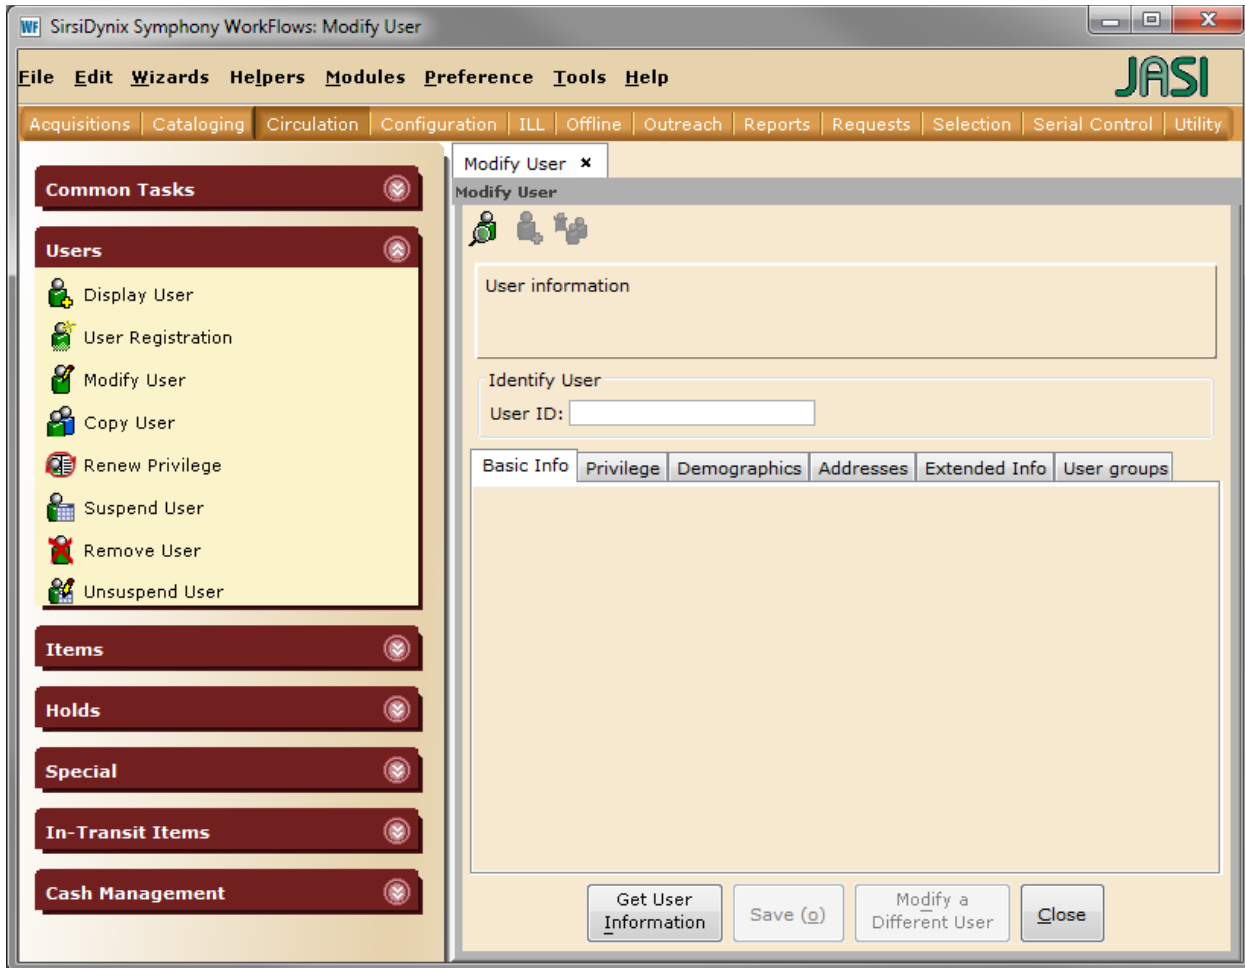 WF SirsiDynix Symphony WorkFlows: Modify User
File Edit Wizards Helpers Modules Preference Tools Help
JASI
Acquisitions Cataloging Circulation Configuration ILL Offline Outreach Reports Requests Selection Serial Control Utility
Common Tasks
Users
Display User
User Registration
Modify User
Copy User
Renew Privilege
Suspend User
Remove User
Unsuspend User
Items
Holds
Special
In-Transit Items
Cash Management
Modify User
Modify User
User information
Identify User
User ID:
Basic Info Privilege Demographics Addresses Extended Info User groups
Get User
Information
Save (o)
Modify a
Different User
Close